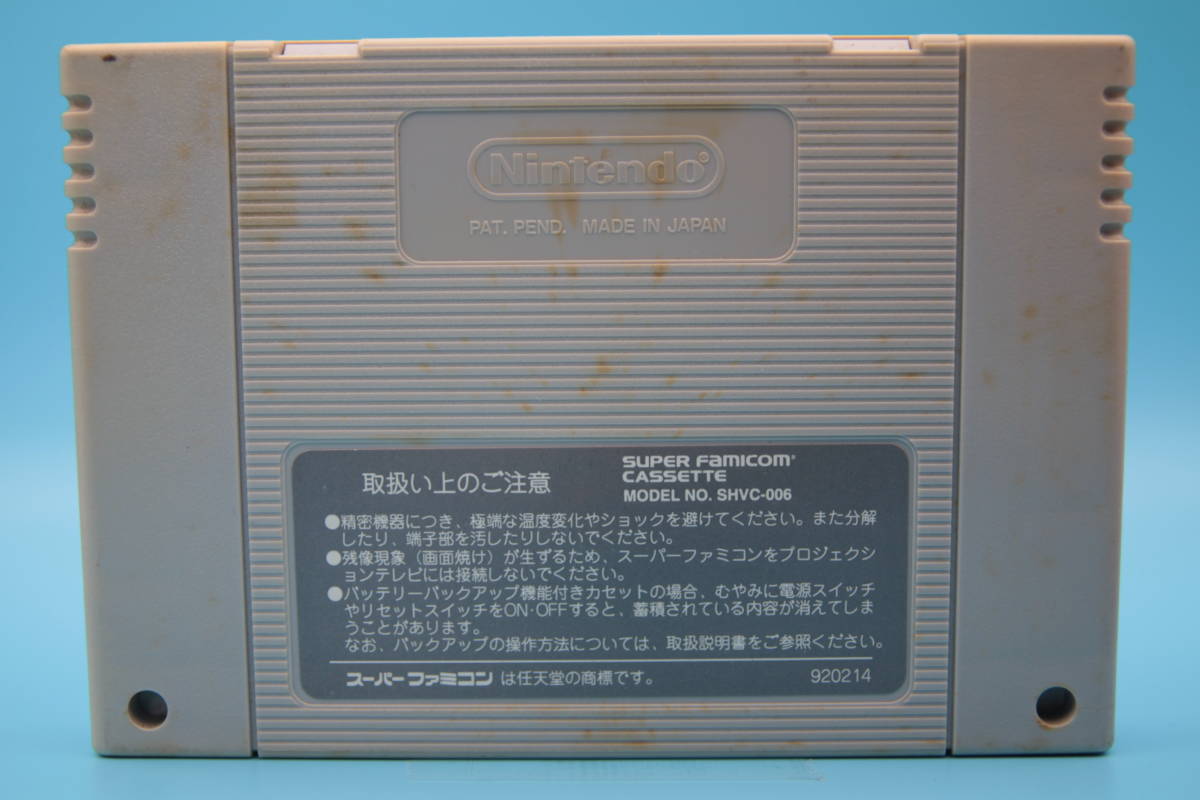 Nintendo®
PAT. PEND. MADE IN JAPAN
取扱い上のご注意
SUPER FAMICOM
CASSETTE
MODEL NO. SHVC-006
●精密機器につき、極端な温度変化やショックを避けてください。また分解
したり、端子部を汚したりしないでください。
●残像現象（画面焼け）が生ずるため、スーパーファミコンをプロジェクシ
ョンテレビには接続しないでください。
●バッテリーバックアップ機能付きカセットの場合、むやみに電源スイッチ
やリセットスイッチをON・OFFすると、蓄積されている内容が消えてしま
うことがあります。
なお、バックアップの操作方法については、取扱説明書をご参照ください。
スーパーファミコン は任天堂の商標です。
920214